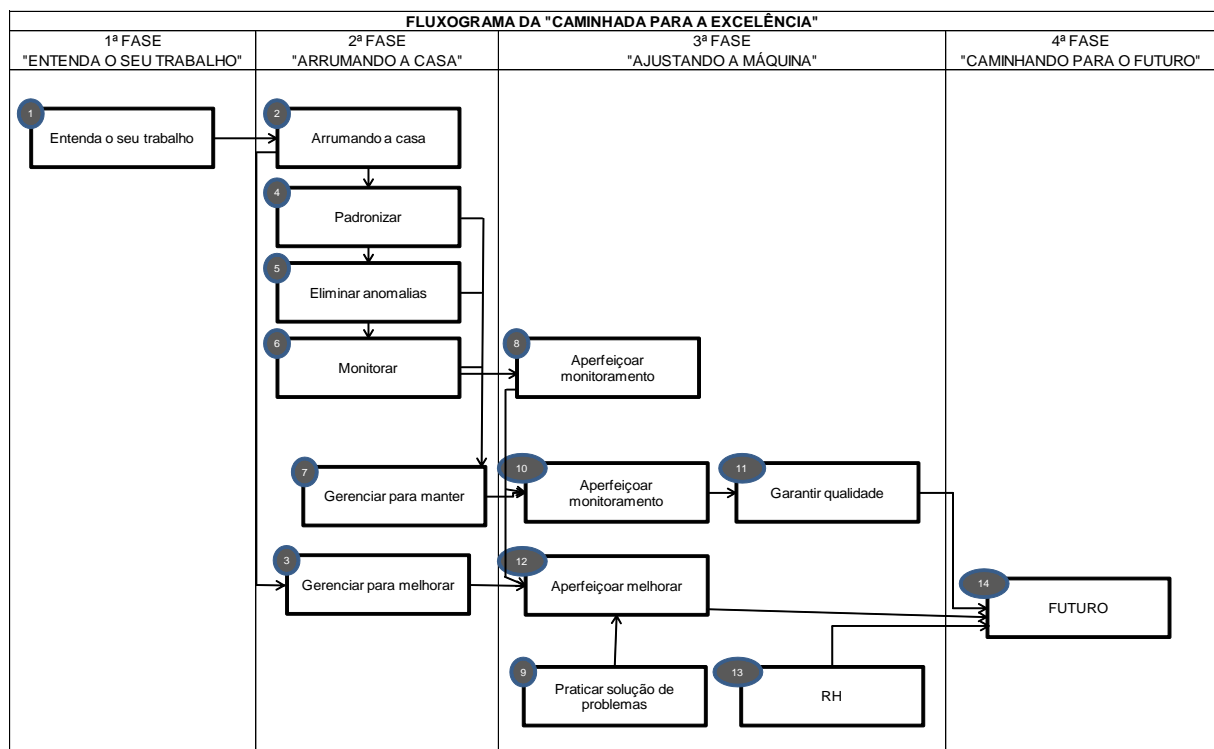 FLUXOGRAMA DA "CAMINHADA PARA A EXCELÊNCIA"
1ª FASE
"ENTENDA O SEU TRABALHO"
2ª FASE
"ARRUMANDO A CASA"
3ª FASE
"AJUSTANDO A MÁQUINA"
4ª FASE
"CAMINHANDO PARA O FUTURO"
1
Entenda o seu trabalho
2
Arrumando a casa
4
Padronizar
5
Eliminar anomalias
6
Monitorar
8
Aperfeiçoar
monitoramento
7
Gerenciar para manter
10
Aperfeiçoar
monitoramento
11
Garantir qualidade
3
Gerenciar para melhorar
12
Aperfeiçoar melhorar
14
FUTURO
9
Praticar solução de
problemas
13
RH